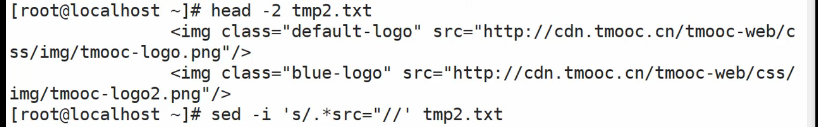 [root@localhost ~]# head -2 tmp2.txt
                <img class="default-logo" src="http://cdn.tmooc.cn/tmooc-web/c
ss/img/tmooc-logo.png"/>
                <img class="blue-logo" src="http://cdn.tmooc.cn/tmooc-web/css/
img/tmooc-logo2.png"/>
[root@localhost ~]# sed -i 's/.*src="//' tmp2.txt